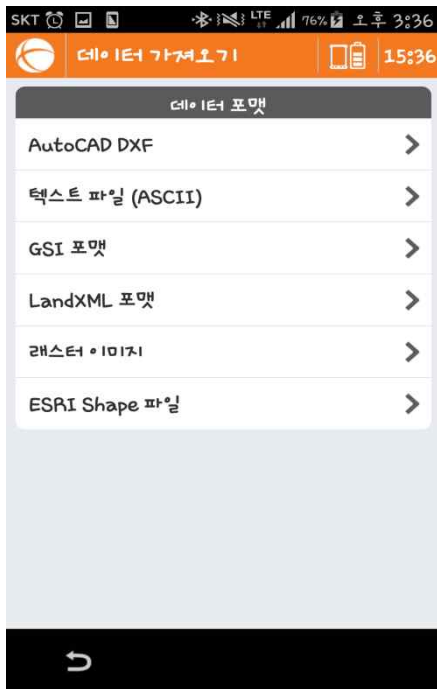 SKT LTE 76% 오후 3:36
데이터 가져오기 15:36
데이터 포맷
AutoCAD DXF
텍스트 파일 (ASCII)
GSI 포맷
LandXML 포맷
래스터 이미지
ESRI Shape 파일